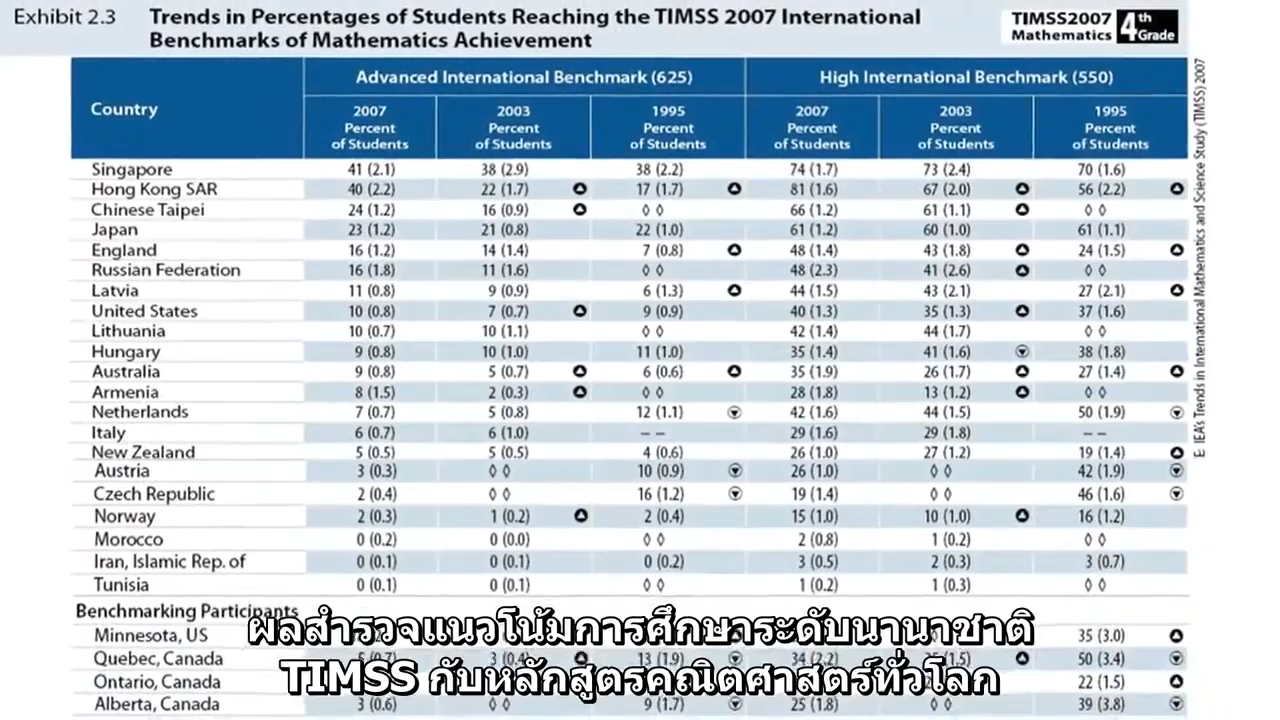 Exhibit 2.3 Trends in Percentages of Students Reaching the TIMSS 2007 International
Benchmarks of Mathematics Achievement
TIMSS2007
Mathematics
4th
Grade
Country
Advanced International Benchmark (625) High International Benchmark (550)
2007 2003 1995 2007 2003 1995
Percent Percent Percent Percent Percent Percent
of Students of Students of Students of Students of Students of Students
Singapore 41 (2.1) 38 (2.9) 38 (2.2) 74 (1.7) 73 (2.4) 70 (1.6)
Hong Kong SAR 40 (2.2) 22 (1.7) 17 (1.7) 81 (1.6) 67 (2.0) 56 (2.2)
Chinese Taipei 24 (1.2) 16 (0.9) ◊ ◊ 66 (1.2) 61 (1.1) ◊ ◊
Japan 23 (1.2) 21 (0.8) 22 (1.0) 61 (1.2) 60 (1.0) 61 (1.1)
England 16 (1.2) 14 (1.4) 7 (0.8) 48 (1.4) 43 (1.8) 24 (1.5)
Russian Federation 16 (1.8) 11 (1.6) ◊ ◊ 48 (2.3) 41 (2.6) ◊ ◊
Latvia 11 (0.8) 9 (0.9) 6 (1.3) 44 (1.5) 43 (2.1) 27 (2.1)
United States 10 (0.8) 7 (0.7) 9 (0.9) 40 (1.3) 35 (1.3) 37 (1.6)
Lithuania 10 (0.7) 10 (1.1) ◊ ◊ 42 (1.4) 44 (1.7) ◊ ◊
Hungary 9 (0.8) 10 (1.0) 11 (1.0) 35 (1.4) 41 (1.6) 38 (1.8)
Australia 9 (0.8) 5 (0.7) 6 (0.6) 35 (1.9) 26 (1.7) 27 (1.4)
Armenia 8 (1.5) 2 (0.3) ◊ ◊ 28 (1.8) 13 (1.2) ◊ ◊
Netherlands 7 (0.7) 5 (0.8) 12 (1.1) 42 (1.6) 44 (1.5) 50 (1.9)
Italy 6 (0.7) 6 (1.0) – – 29 (1.6) 29 (1.8) – –
New Zealand 5 (0.5) 5 (0.5) 4 (0.6) 26 (1.0) 27 (1.2) 19 (1.4)
Austria 3 (0.3) ◊ ◊ 10 (0.9) 26 (1.0) ◊ ◊ 42 (1.9)
Czech Republic 2 (0.4) ◊ ◊ 16 (1.2) 19 (1.4) ◊ ◊ 46 (1.6)
Norway 2 (0.3) 1 (0.2) 2 (0.4) 15 (1.0) 10 (1.0) 16 (1.2)
Morocco 0 (0.2) 0 (0.0) ◊ ◊ 2 (0.8) 1 (0.2) ◊ ◊
Iran, Islamic Rep. of 0 (0.1) 0 (0.1) 0 (0.2) 3 (0.5) 2 (0.3) 3 (0.7)
Tunisia 0 (0.1) 0 (0.1) ◊ ◊ 1 (0.2) 1 (0.3) ◊ ◊
Benchmarking Participants
Minnesota, US 35 (3.0)
Quebec, Canada 13 (1.9) 34 (2.2) 50 (3.4)
Ontario, Canada 22 (1.5)
Alberta, Canada 3 (0.6) ◊ ◊ 9 (1.7) 25 (1.8) ◊ ◊ 39 (3.8)
ผลสำรวจแนวโน้มการศึกษาระดับนานาชาติ
TIMSS กับหลักสูตรคณิตศาสตร์ทั่วโลก
E: IEA's Trends in International Mathematics and Science Study (TIMSS) 2007